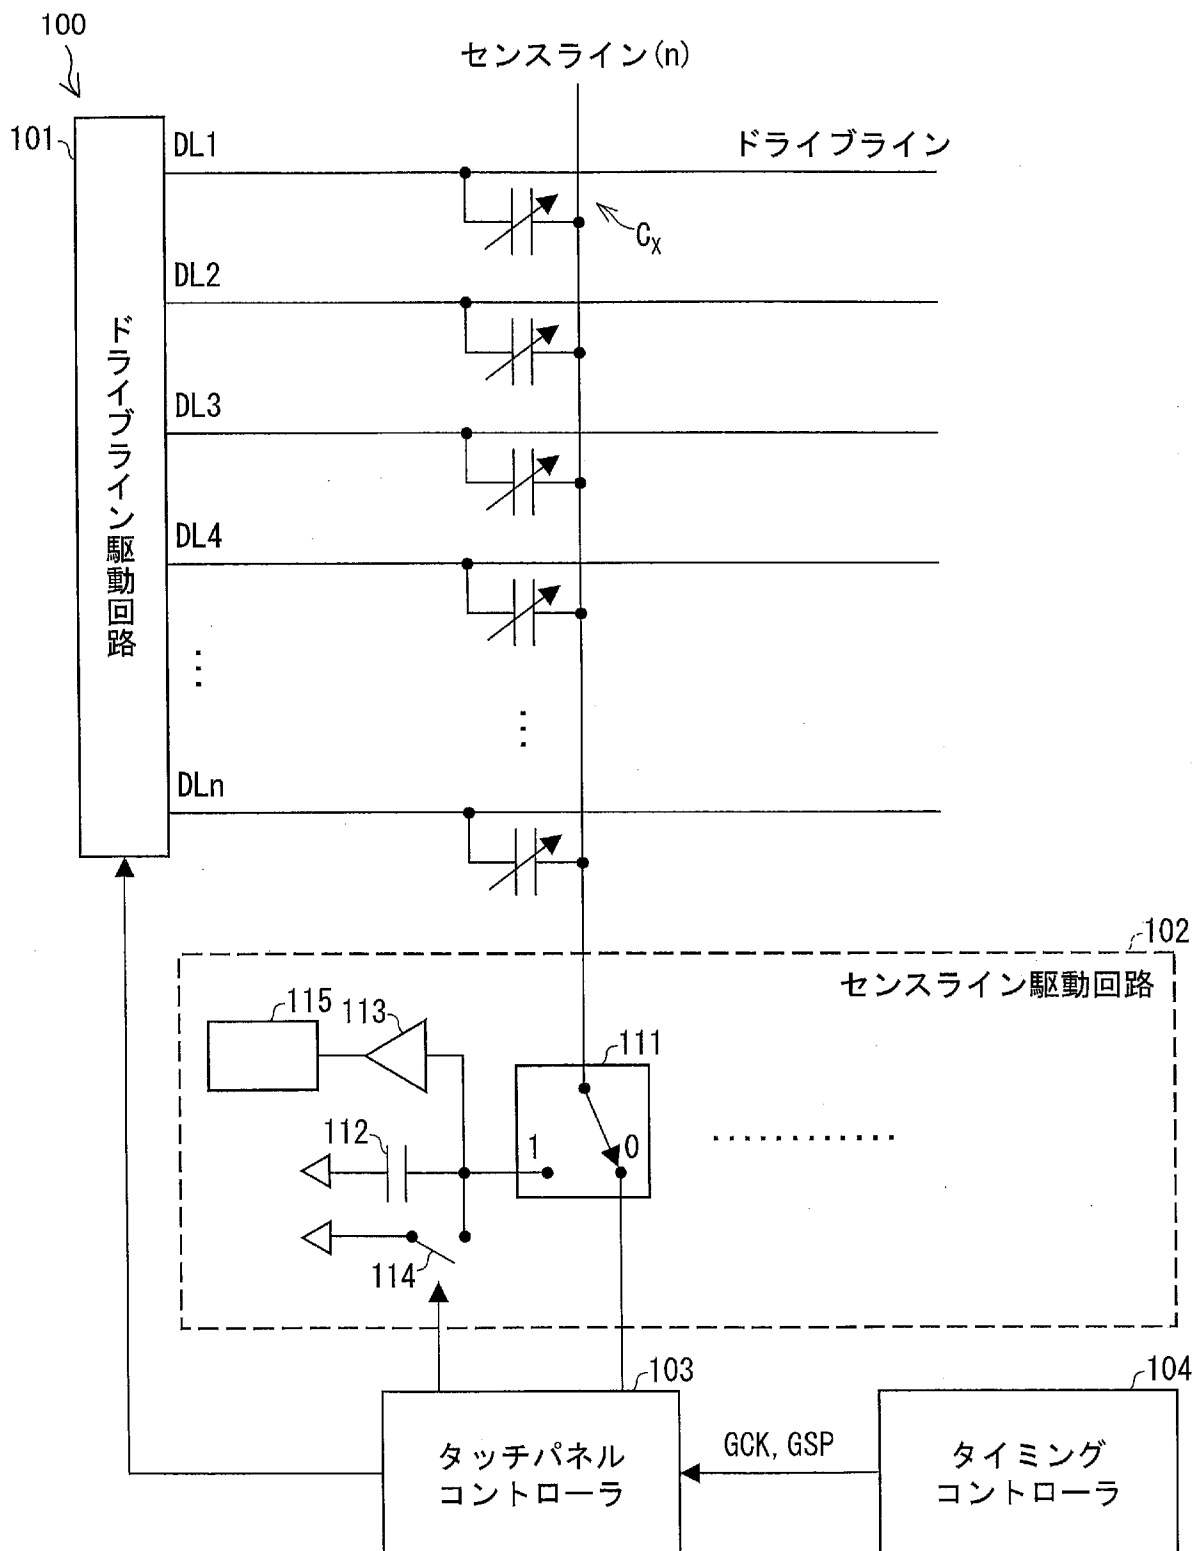 100
センスライン(n)
101
DL1
ドライブライン
CX
DL2
ドライブライン駆動回路
DL3
DL4
DLn
102
センスライン駆動回路
115
113
111
112
1
0
114
103
104
タッチパネル
コントローラ
GCK, GSP
タイミング
コントローラ